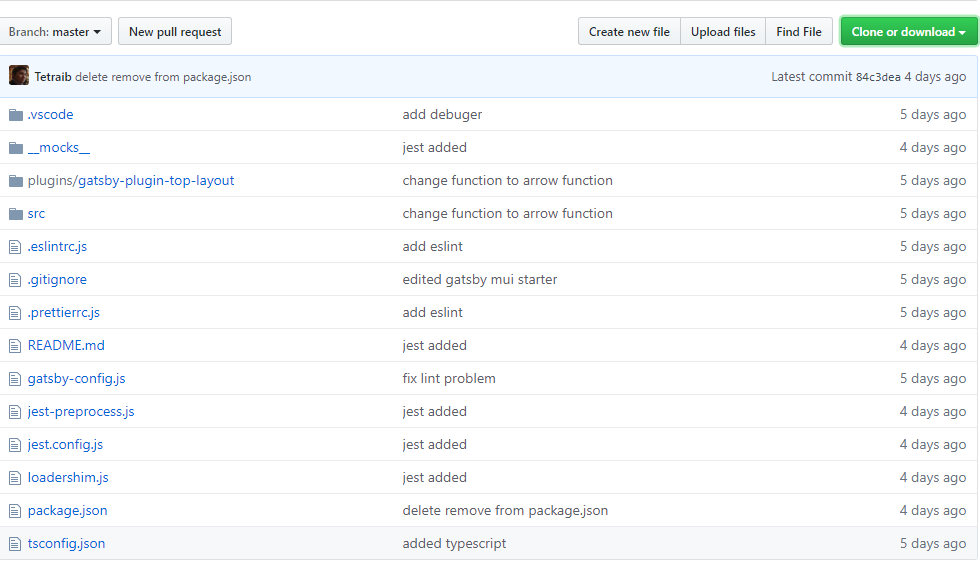 Branch: master New pull request Create new file Upload files Find File Clone or download
Tetraib delete remove from package.json Latest commit 84c3dea 4 days ago
.vscode add debuger 5 days ago
__mocks__ jest added 4 days ago
plugins/gatsby-plugin-top-layout change function to arrow function 5 days ago
src change function to arrow function 5 days ago
.eslintrc.js add eslint 5 days ago
.gitignore edited gatsby mui starter 5 days ago
.prettierrc.js add eslint 5 days ago
README.md jest added 4 days ago
gatsby-config.js fix lint problem 5 days ago
jest-preprocess.js jest added 4 days ago
jest.config.js jest added 4 days ago
loadershim.js jest added 4 days ago
package.json delete remove from package.json 4 days ago
tsconfig.json added typescript 5 days ago